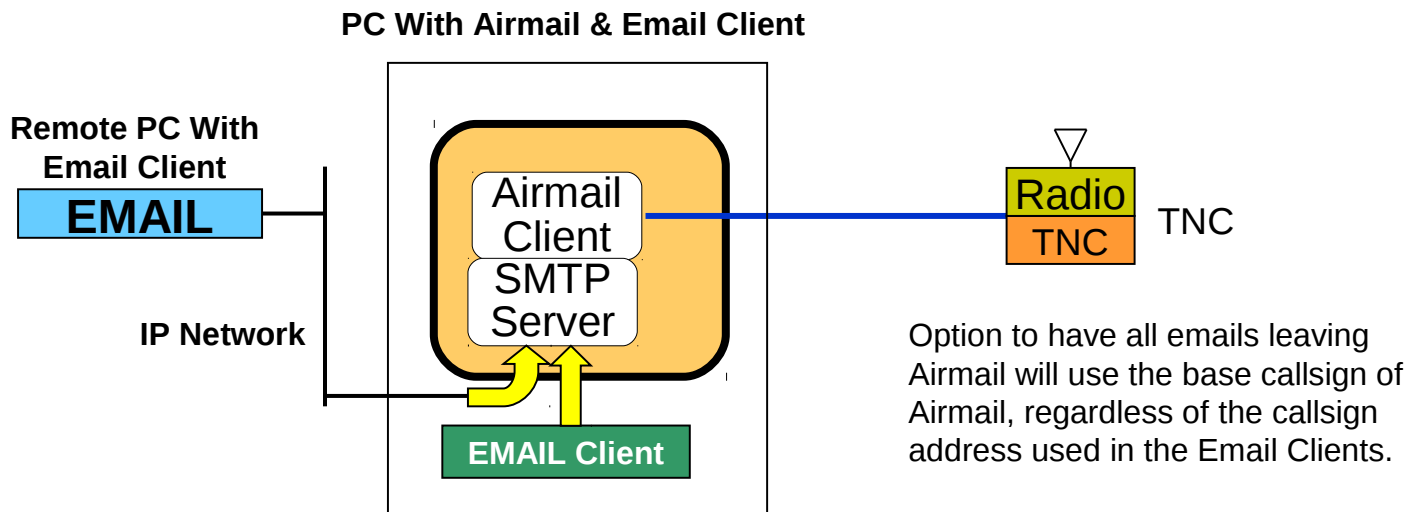 PC With Airmail & Email Client
Remote PC With
Email Client
EMAIL
Airmail
Client
SMTP
Server
IP Network
EMAIL Client
Radio
TNC
TNC
Option to have all emails leaving
Airmail will use the base callsign of
Airmail, regardless of the callsign
address used in the Email Clients.